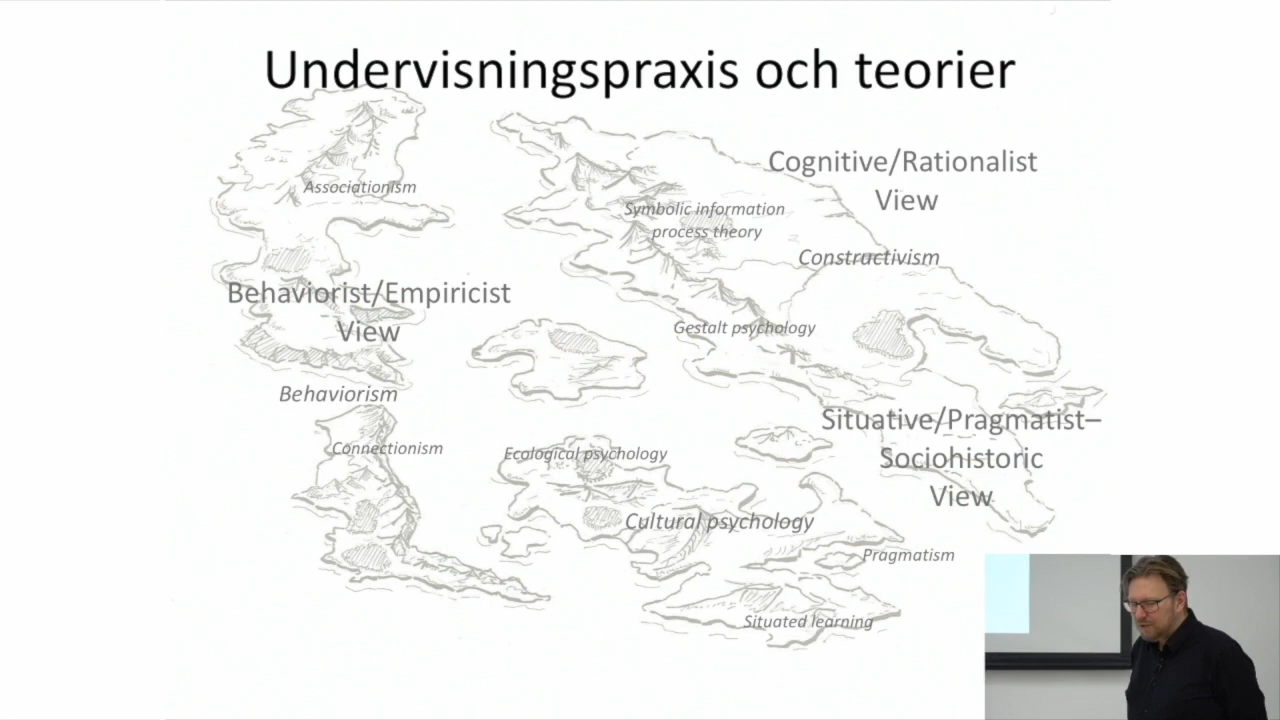 Undervisningspraxis och teorier
Associationism
Cognitive/Rationalist
View
Symbolic information
process theory
Constructivism
Behaviorist/Empiricist
View
Gestalt psychology
Behaviorism
Connectionism
Situative/Pragmatist–
Sociohistoric
View
Ecological psychology
Cultural psychology
Pragmatism
Situated learning